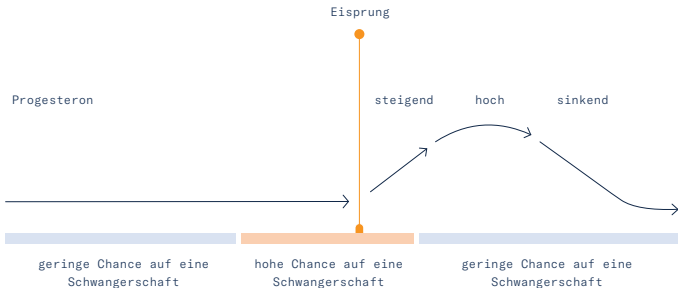 Eisprung
Progesteron
steigend
hoch
sinkend
geringe Chance auf eine
Schwangerschaft
hohe Chance auf eine
Schwangerschaft
geringe Chance auf eine
Schwangerschaft